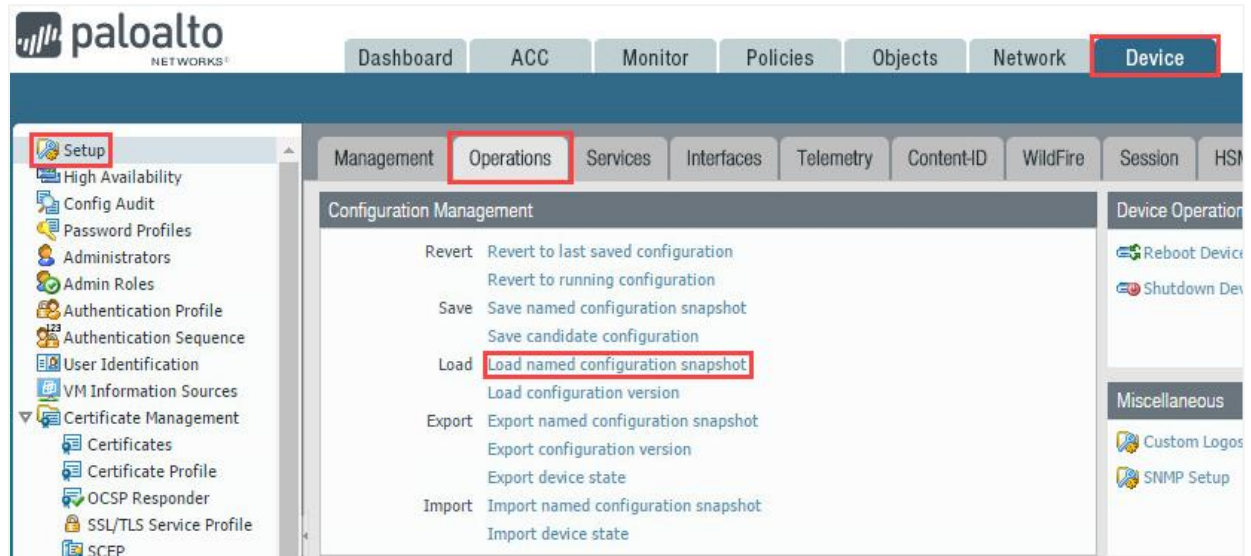 paloalto
NETWORKS®
Dashboard ACC Monitor Policies Objects Network Device
Setup
High Availability
Config Audit
Password Profiles
Administrators
Admin Roles
Authentication Profile
Authentication Sequence
User Identification
VM Information Sources
Certificate Management
Certificates
Certificate Profile
OCSP Responder
SSL/TLS Service Profile
SCEP
Management Operations Services Interfaces Telemetry Content-ID WildFire Session HSM
Configuration Management
Revert Revert to last saved configuration
Revert to running configuration
Save Save named configuration snapshot
Save candidate configuration
Load Load named configuration snapshot
Load configuration version
Export Export named configuration snapshot
Export configuration version
Export device state
Import Import named configuration snapshot
Import device state
Device Operation
Reboot Device
Shutdown Dev
Miscellaneous
Custom Logos
SNMP Setup